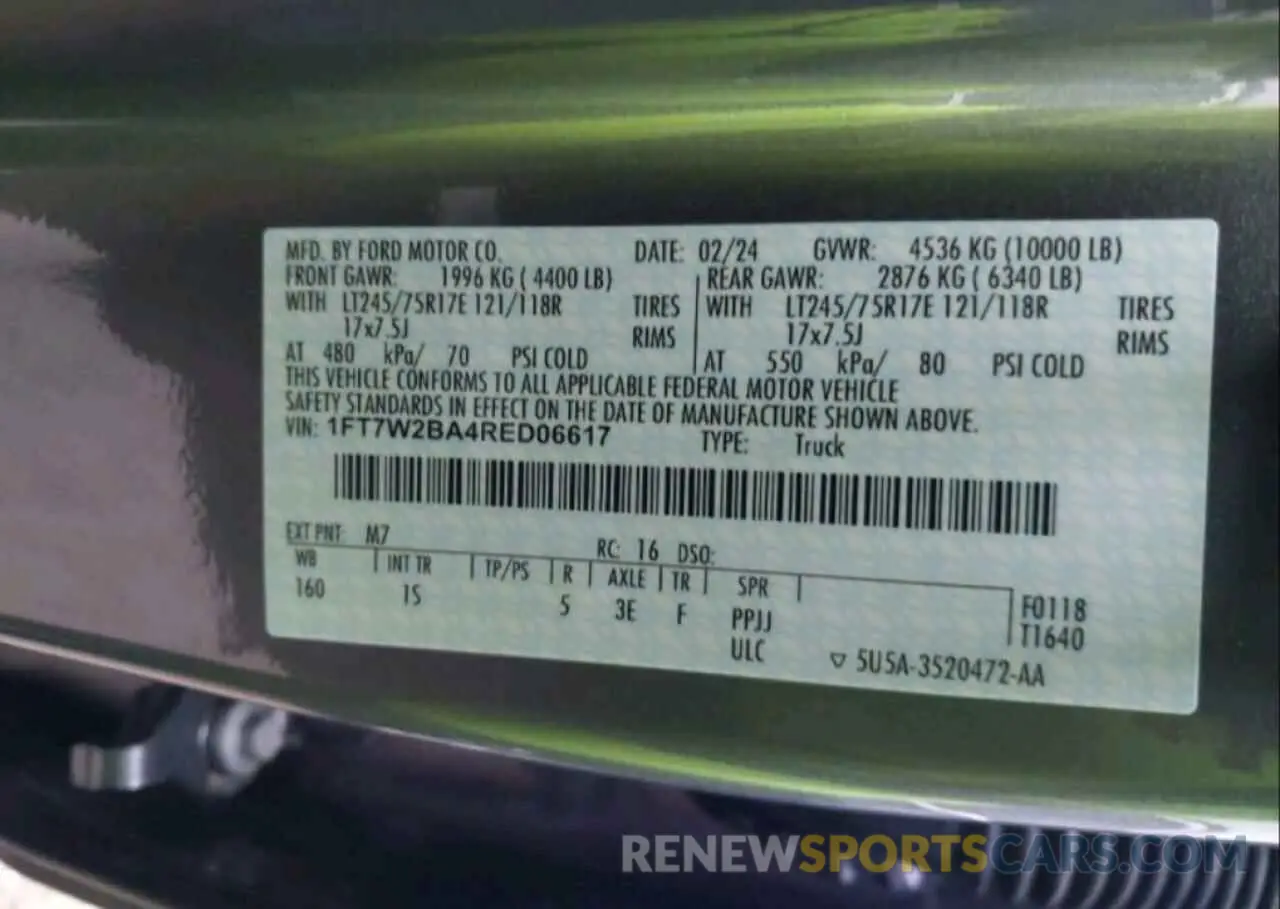 MFD. BY FORD MOTOR CO. DATE: 02/24 GVWR: 4536 KG (10000 LB)
FRONT GAWR: 1996 KG ( 4400 LB) REAR GAWR: 2876 KG ( 6340 LB)
WITH LT245/75R17E 121/118R TIRES WITH LT245/75R17E 121/118R TIRES
17x7.5J RIMS 17x7.5J RIMS
AT 480 kPa/ 70 PSI COLD AT 550 kPa/ 80 PSI COLD
THIS VEHICLE CONFORMS TO ALL APPLICABLE FEDERAL MOTOR VEHICLE
SAFETY STANDARDS IN EFFECT ON THE DATE OF MANUFACTURE SHOWN ABOVE.
VIN: 1FT7W2BA4RED06617 TYPE: Truck
EXT PNT: M7 RC: 16 DSO:
WB INT TR TP/PS R AXLE TR SPR
160 1S 5 3E F PPJJ F0118
ULC T1640
▽ 5U5A-3520472-AA
RENEWSPORTSCARS.COM